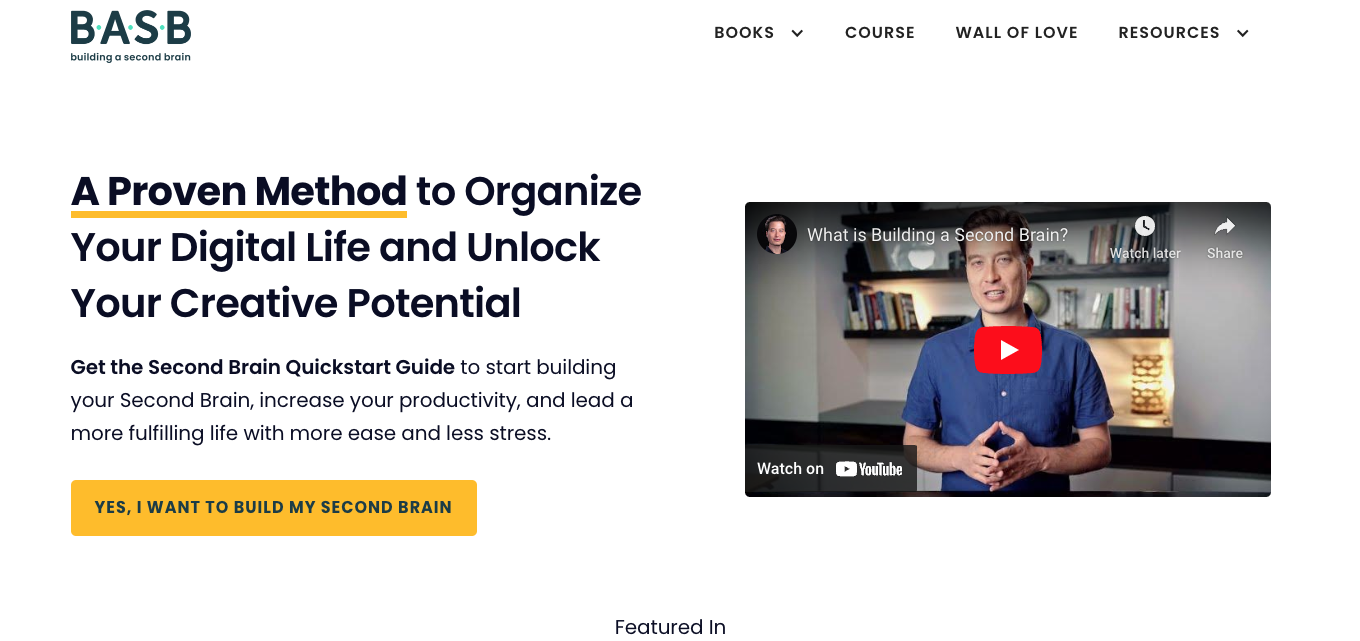 B·A·S·B
building a second brain
BOOKS
COURSE
WALL OF LOVE
RESOURCES
A Proven Method to Organize
Your Digital Life and Unlock
Your Creative Potential
Get the Second Brain Quickstart Guide to start building
your Second Brain, increase your productivity, and lead a
more fulfilling life with more ease and less stress.
YES, I WANT TO BUILD MY SECOND BRAIN
What is Building a Second Brain?
Watch later
Share
Watch on YouTube
Featured In